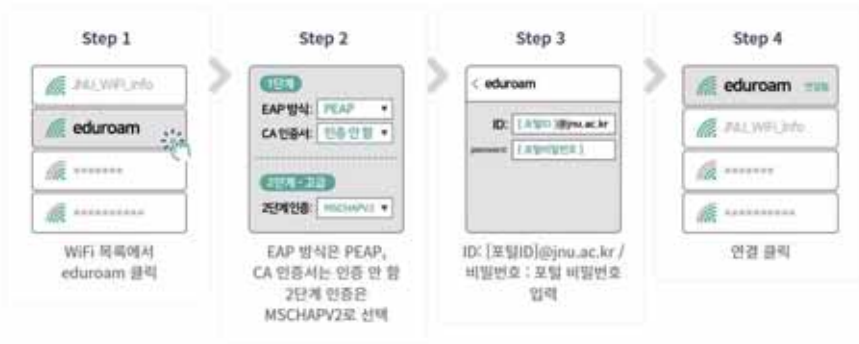 Step 1
JNU_WiFi_Info
eduroam
*******
**********
WiFi 목록에서
eduroam 클릭
Step 2
1단계
EAP 방식: PEAP
CA 인증서: 인증 안 함
2단계 - 고급
2단계 인증: MSCHAPV2
EAP 방식은 PEAP,
CA 인증서는 인증 안 함
2단계 인증은
MSCHAPV2로 선택
Step 3
< eduroam
ID: [ 포털ID ]@jnu.ac.kr
password: [ 포털비밀번호 ]
ID: [포털ID]@jnu.ac.kr /
비밀번호 : 포털 비밀번호
입력
Step 4
eduroam 연결됨
JNU_WiFi_Info
*******
**********
연결 클릭